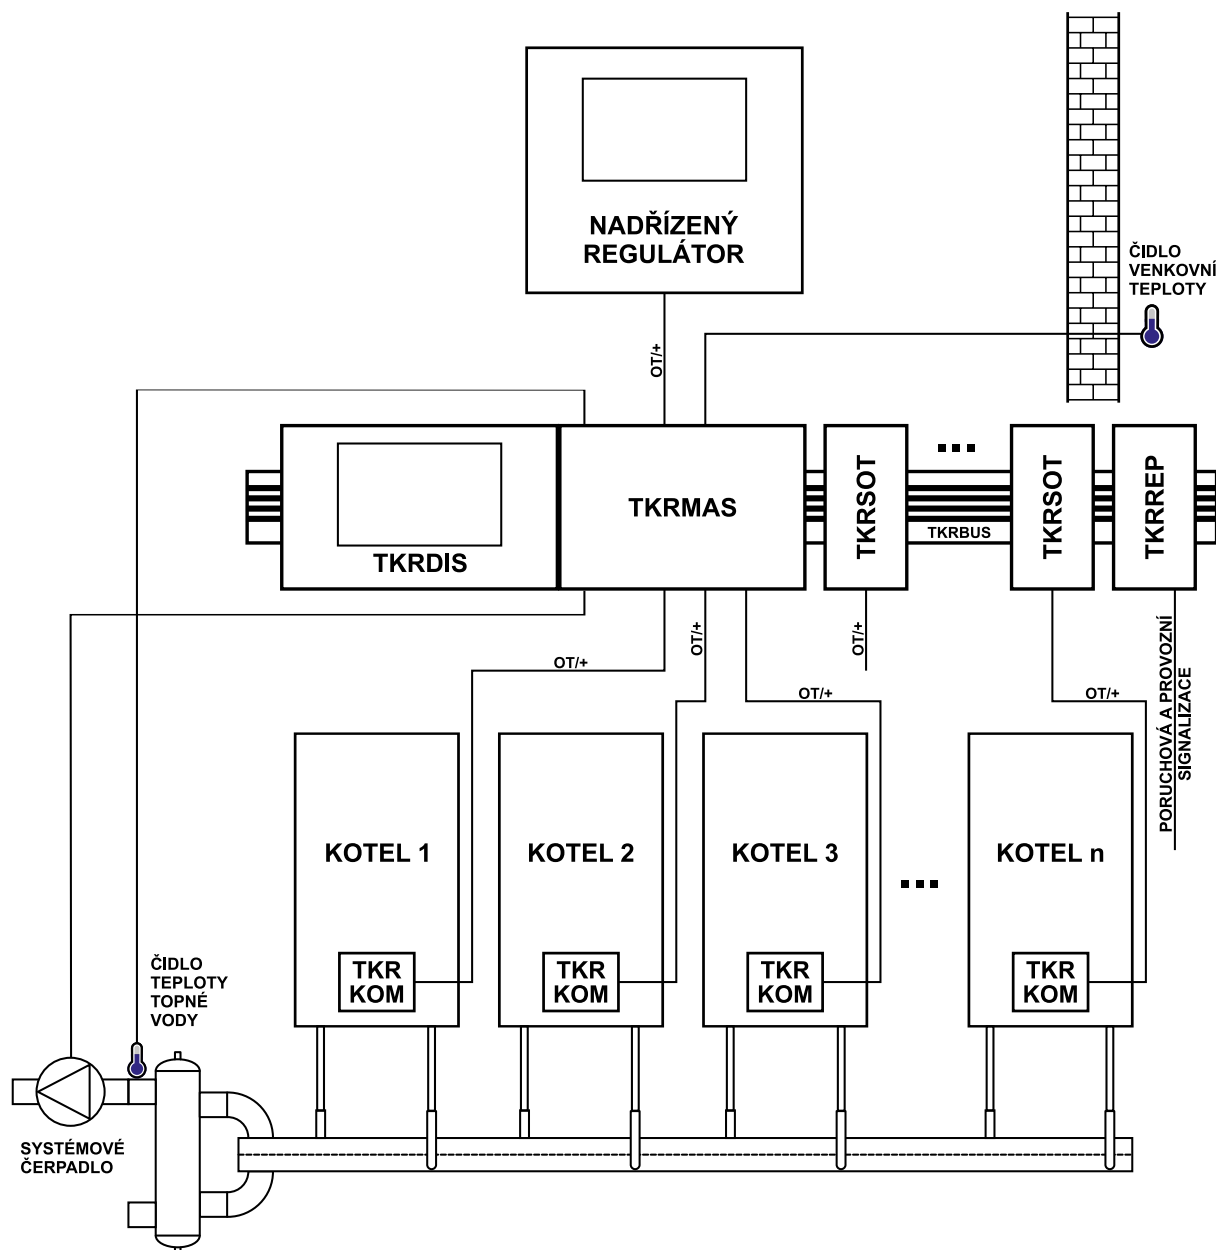 NADŘÍZENÝ
REGULÁTOR
ČIDLO
VENKOVNÍ
TEPLOTY
OT/+
TKRDIS
TKRMAS
TKRSOT
TKRBUS
TKRSOT
TKRREP
OT/+
OT/+
OT/+
OT/+
OT/+
PORUCHOVÁ A PROVOZNÍ
SIGNALIZACE
KOTEL 1
KOTEL 2
KOTEL 3
KOTEL n
TKR
KOM
TKR
KOM
TKR
KOM
TKR
KOM
ČIDLO
TEPLOTY
TOPNÉ
VODY
SYSTÉMOVÉ
ČERPADLO